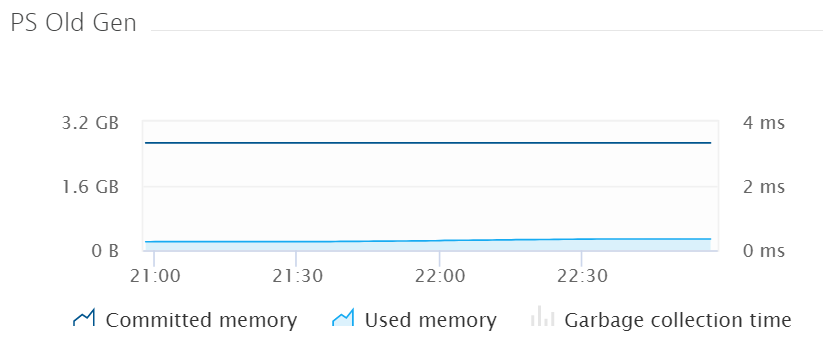 PS Old Gen
3.2 GB 4 ms
1.6 GB 2 ms
0 B 0 ms
21:00 21:30 22:00 22:30
Committed memory Used memory Garbage collection time